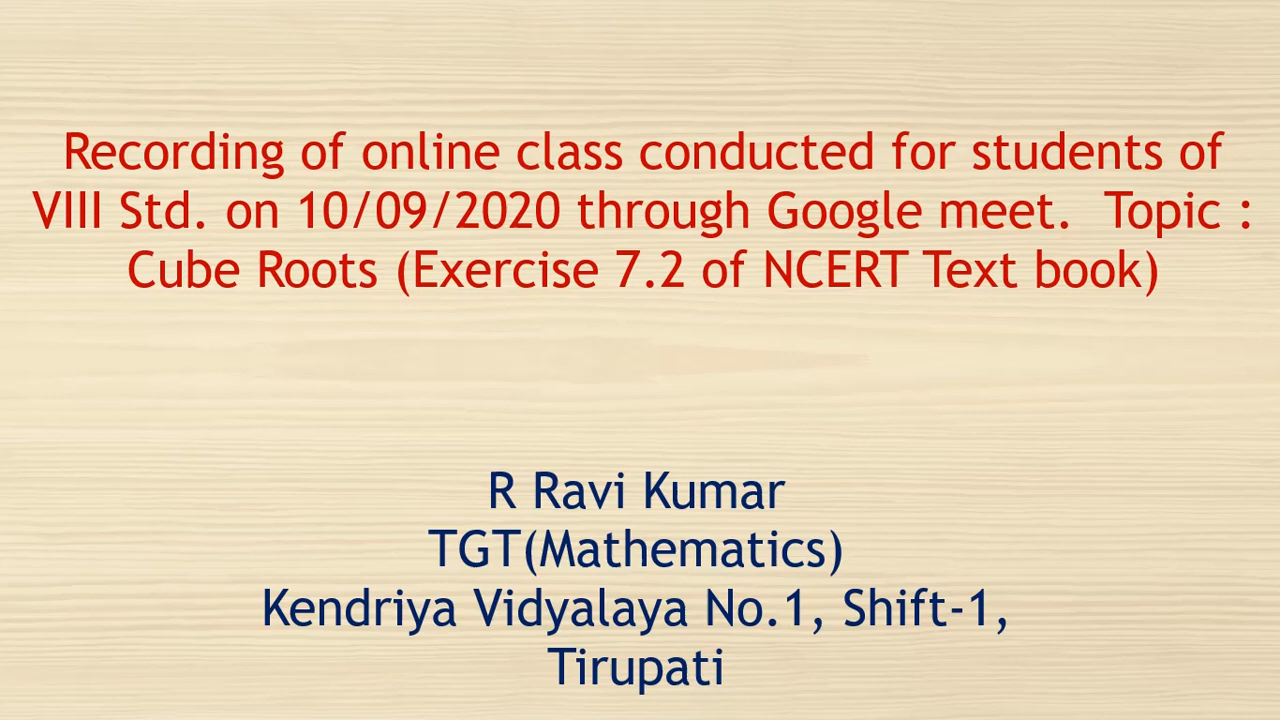 Recording of online class conducted for students of
VIII Std. on 10/09/2020 through Google meet.  Topic :
Cube Roots (Exercise 7.2 of NCERT Text book)
R Ravi Kumar
TGT(Mathematics)
Kendriya Vidyalaya No.1, Shift-1,
Tirupati